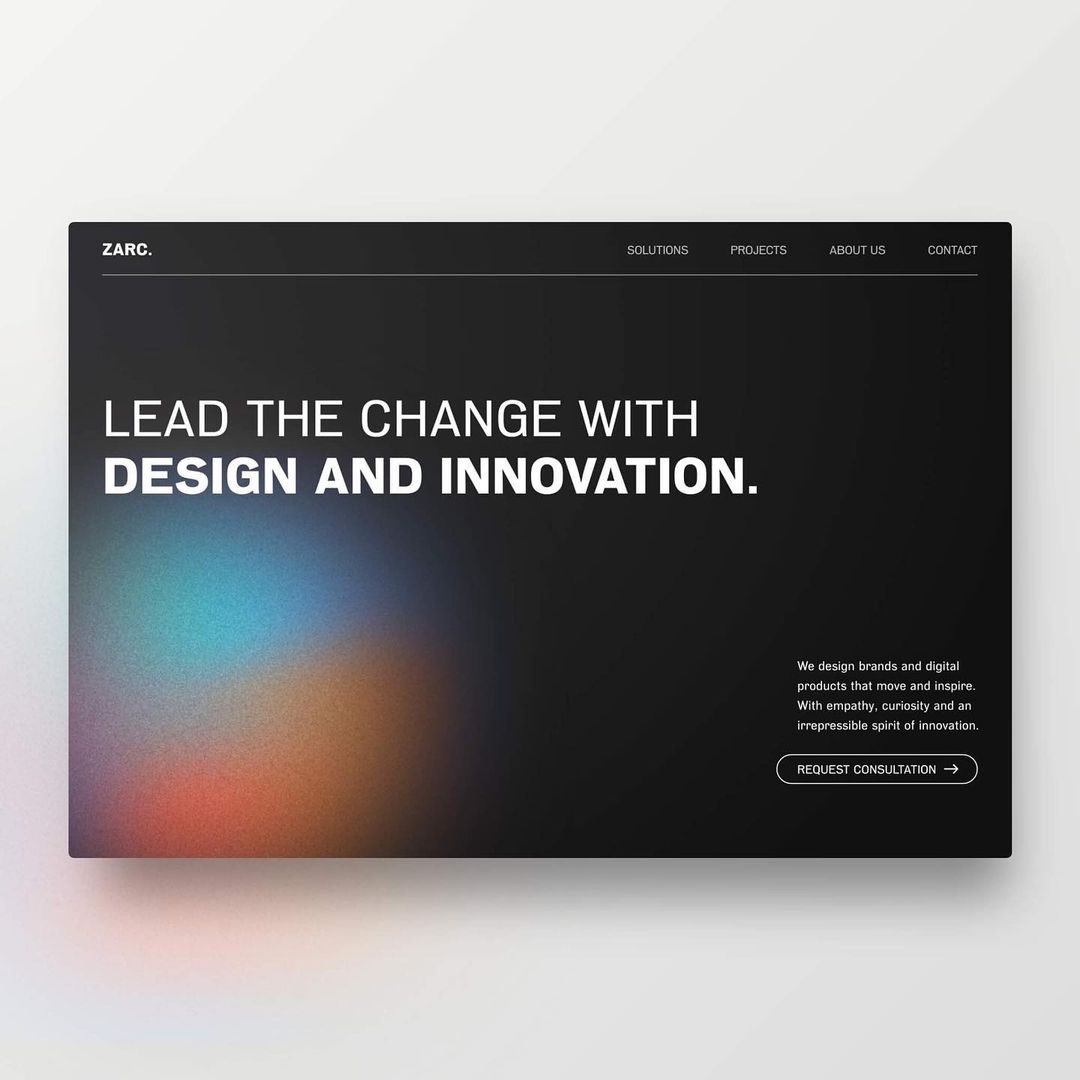 ZARC.
SOLUTIONS PROJECTS ABOUT US CONTACT
LEAD THE CHANGE WITH
DESIGN AND INNOVATION.
We design brands and digital
products that move and inspire.
With empathy, curiosity and an
irrepressible spirit of innovation.
REQUEST CONSULTATION →